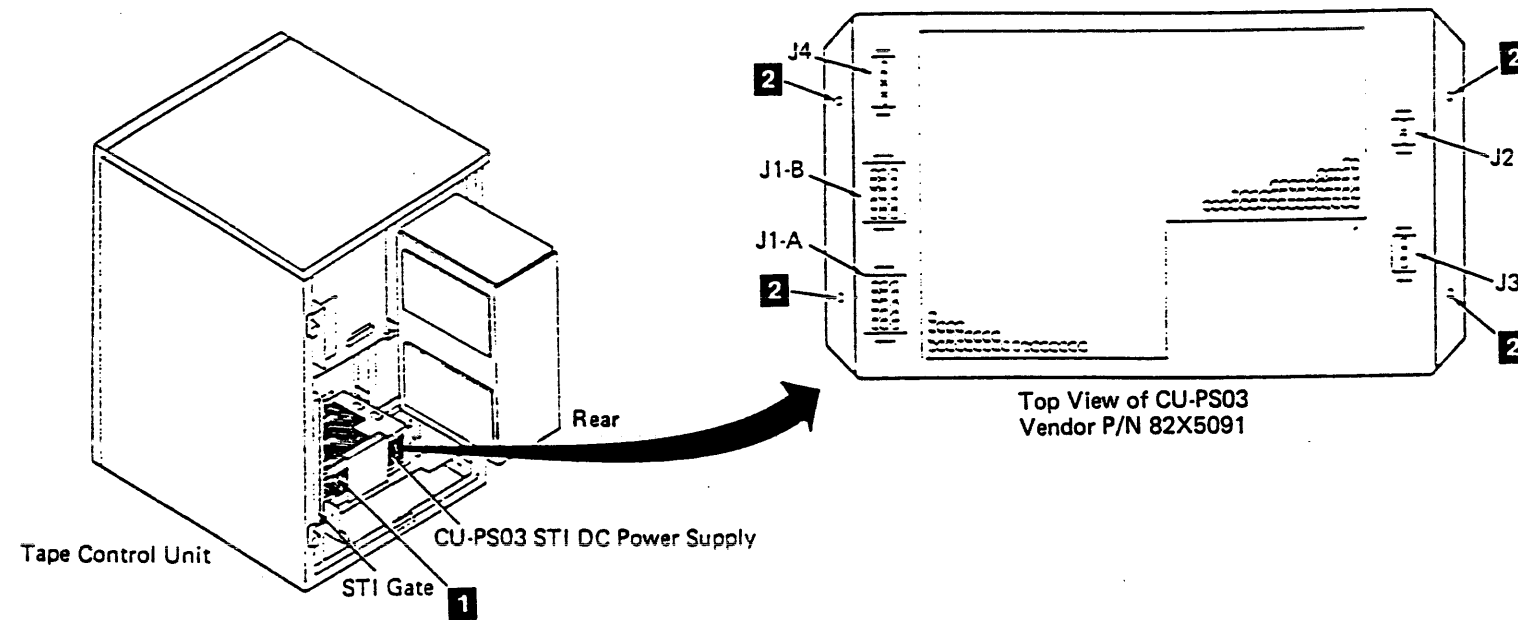 Rear
CU-PS03 STI DC Power Supply
Tape Control Unit
STI Gate
1
J4
2
2
J2
J1-B
J1-A
2
J3
2
Top View of CU-PS03
Vendor P/N 82X5091